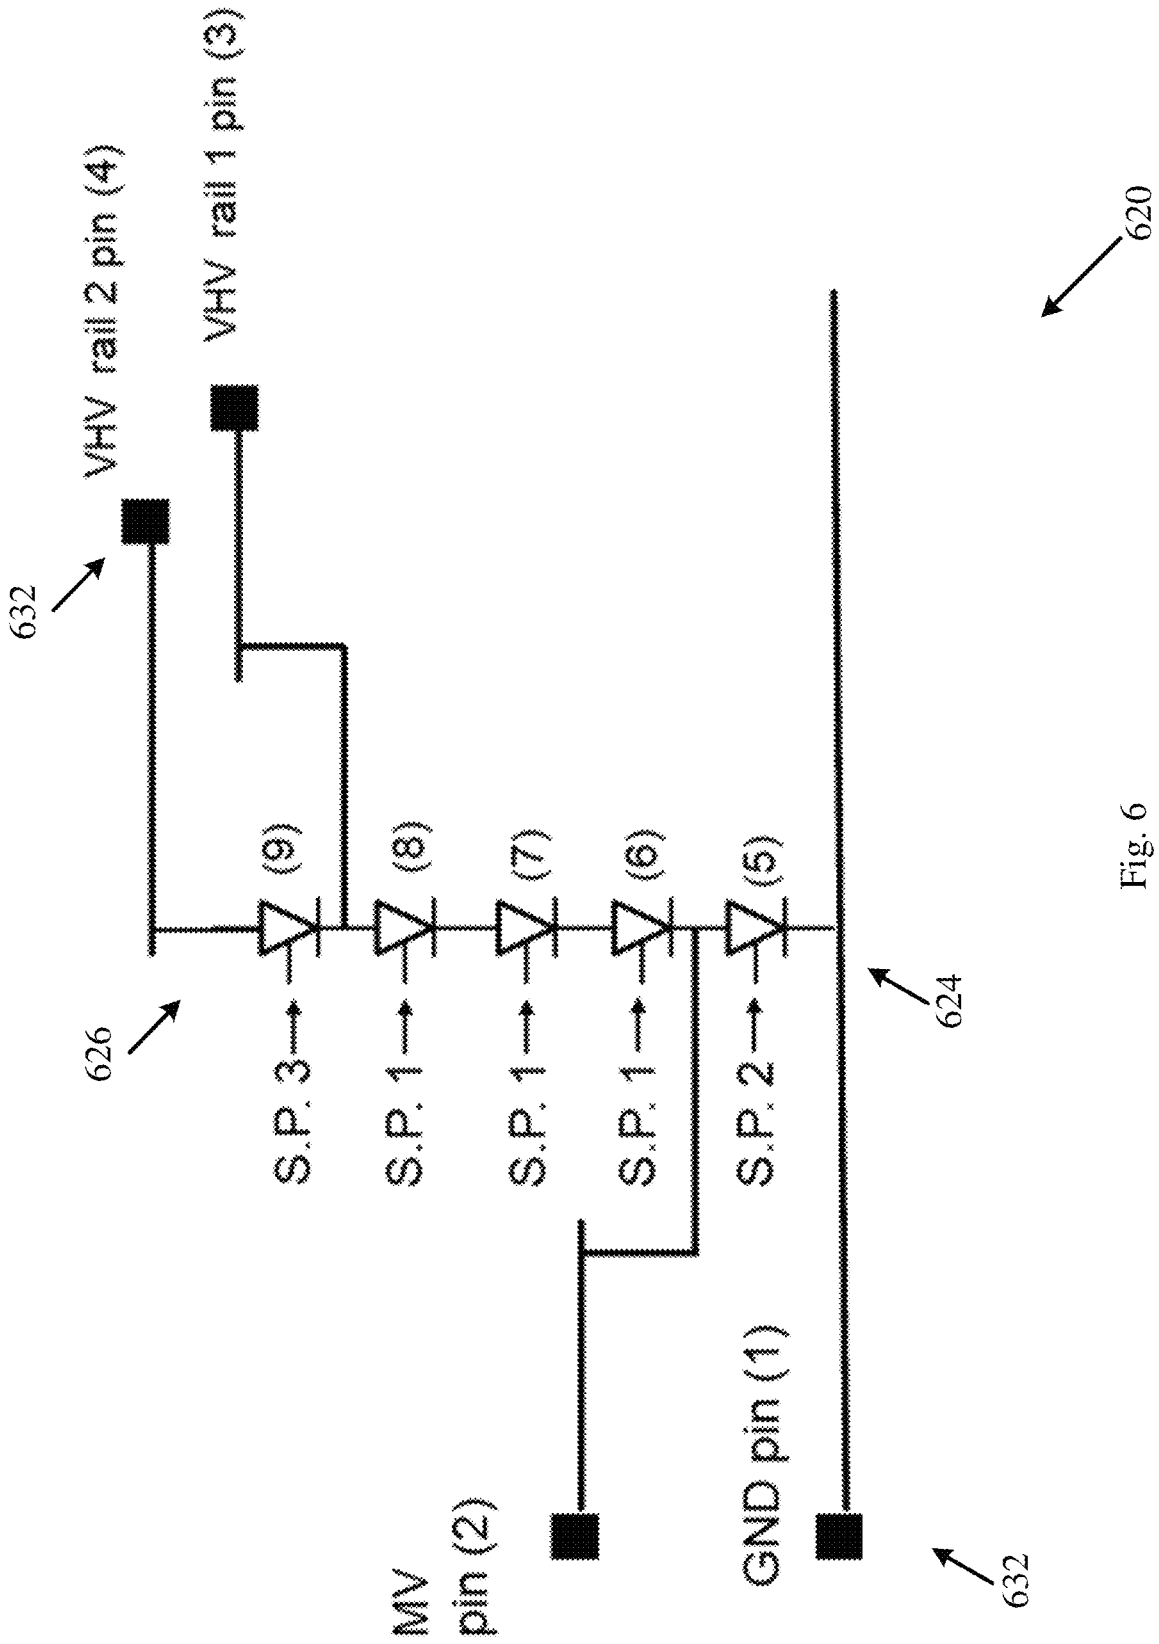 VHV rail 2 pin (4)
VHV rail 1 pin (3)
632
626
S.P. 3
(9)
S.P. 1
(8)
S.P. 1
(7)
S.P. 1
(6)
S.P. 2
(5)
MV
pin (2)
GND pin (1)
624
632
620
Fig. 6